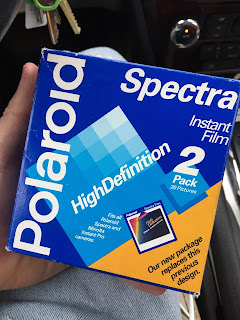 Polaroid
Spectra
Instant
Film
2
Pack
20 Pictures
HighDefinition
Fits all
Polaroid
Spectra and
Minolta
Instant Pro
cameras.
Our new package
replaces this
previous
design.